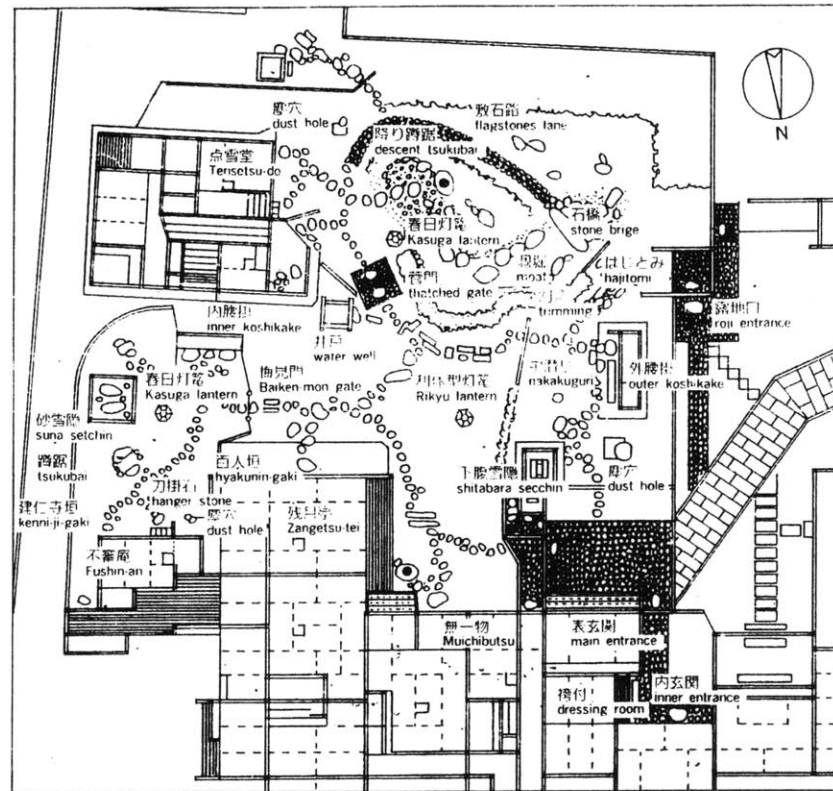 塵穴
dust hole
敷石路
flagstones lane
降り蹲踞
descent tsukubai
点雪堂
Tensetsu-do
N
石橋
stone brige
春日灯篭
Kasuga lantern
moat
はじとみ
hajitomi
thatched gate
trimming
露地口
roji entrance
内腰掛
inner koshikake
井戸
water well
梅見門
Baiken-mon gate
春日灯篭
Kasuga lantern
利休型灯篭
Rikyu lantern
nakakuguri
外腰掛
outer koshikake
砂雪隠
suna setchin
蹲踞
tsukubai
百人垣
hyakunin-gaki
刀掛石
hanger stone
下腹雪隠
shitabara secchin
塵穴
dust hole
建仁寺垣
kenni-ji-gaki
塵穴
dust hole
残月亭
Zangetsu-tei
不審庵
Fushin-an
無一物
Muichibutsu
表玄関
main entrance
内玄関
inner entrance
袴付
dressing room